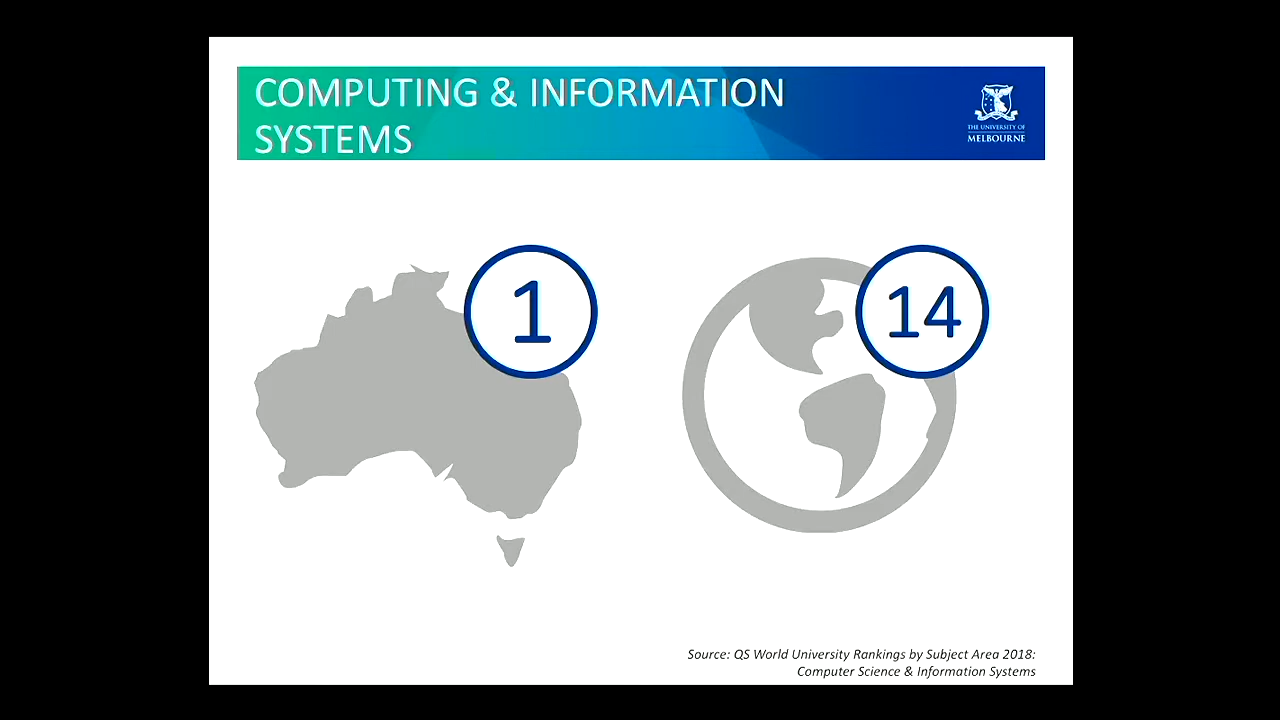 COMPUTING & INFORMATION
SYSTEMS
THE UNIVERSITY OF
MELBOURNE
1
14
Source: QS World University Rankings by Subject Area 2018:
Computer Science & Information Systems